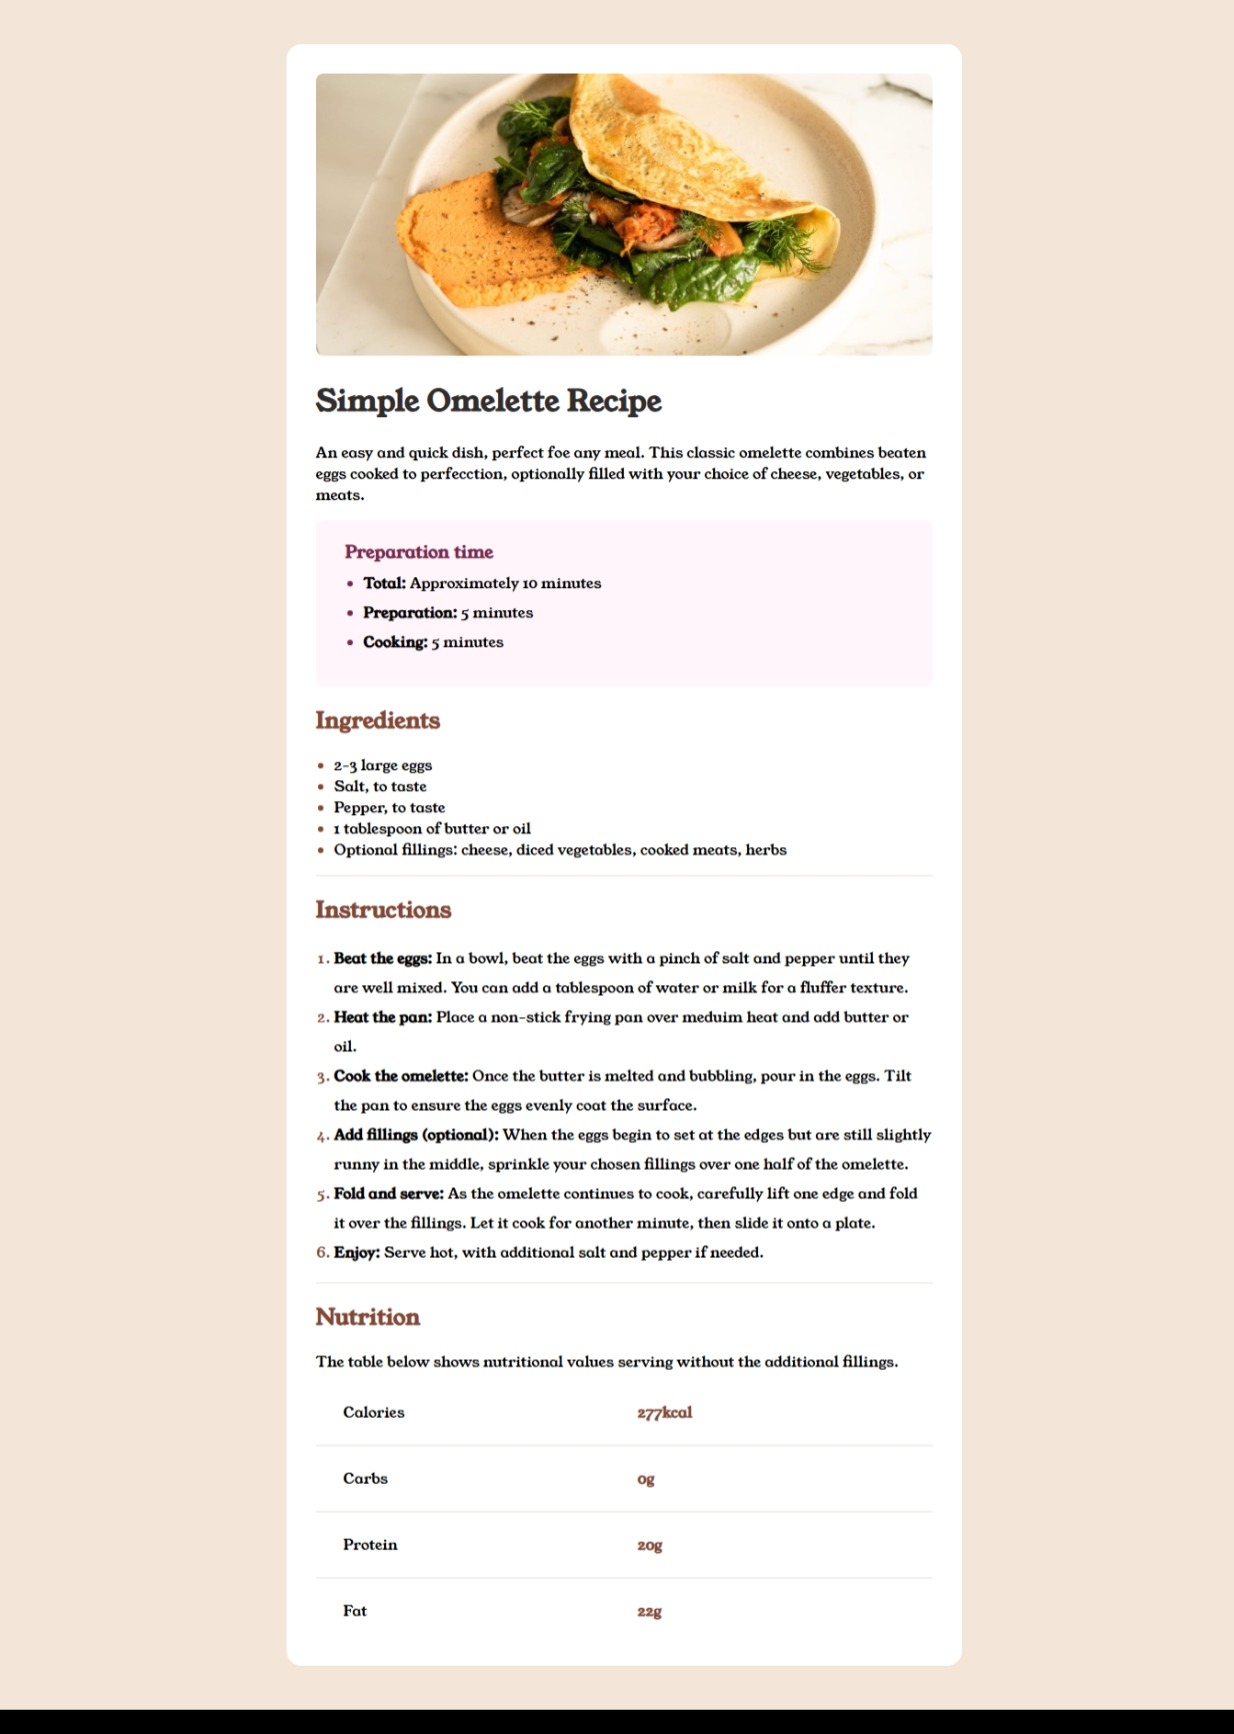 Simple Omelette Recipe
An easy and quick dish, perfect foe any meal. This classic omelette combines beaten
eggs cooked to perfecction, optionally filled with your choice of cheese, vegetables, or
meats.
Preparation time
• Total: Approximately 10 minutes
• Preparation: 5 minutes
• Cooking: 5 minutes
Ingredients
• 2-3 large eggs
• Salt, to taste
• Pepper, to taste
• 1 tablespoon of butter or oil
• Optional fillings: cheese, diced vegetables, cooked meats, herbs
Instructions
1. Beat the eggs: In a bowl, beat the eggs with a pinch of salt and pepper until they
are well mixed. You can add a tablespoon of water or milk for a fluffer texture.
2. Heat the pan: Place a non-stick frying pan over meduim heat and add butter or
oil.
3. Cook the omelette: Once the butter is melted and bubbling, pour in the eggs. Tilt
the pan to ensure the eggs evenly coat the surface.
4. Add fillings (optional): When the eggs begin to set at the edges but are still slightly
runny in the middle, sprinkle your chosen fillings over one half of the omelette.
5. Fold and serve: As the omelette continues to cook, carefully lift one edge and fold
it over the fillings. Let it cook for another minute, then slide it onto a plate.
6. Enjoy: Serve hot, with additional salt and pepper if needed.
Nutrition
The table below shows nutritional values serving without the additional fillings.
Calories 277kcal
Carbs 0g
Protein 20g
Fat 22g